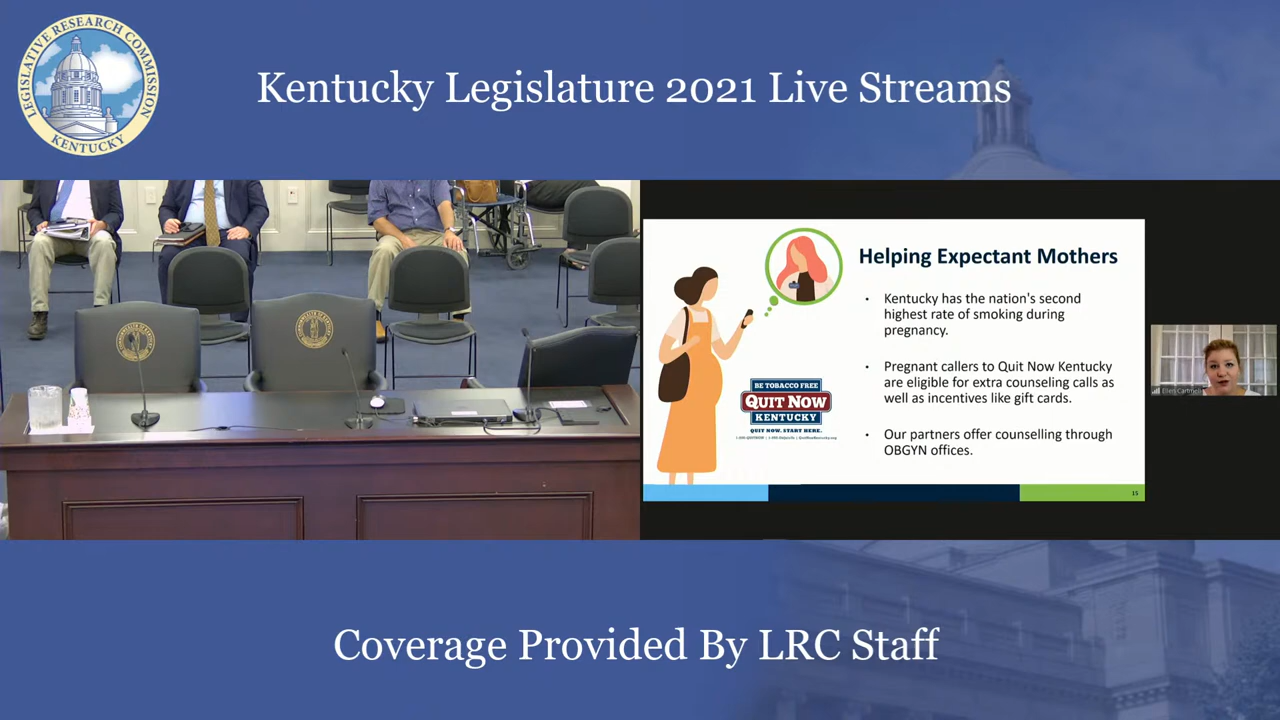 LEGISLATIVE RESEARCH COMMISSION
KENTUCKY
Kentucky Legislature 2021 Live Streams
Helping Expectant Mothers
• Kentucky has the nation's second
highest rate of smoking during
pregnancy.
• Pregnant callers to Quit Now Kentucky
are eligible for extra counseling calls as
well as incentives like gift cards.
• Our partners offer counselling through
OBGYN offices.
BE TOBACCO FREE
QUIT NOW
KENTUCKY
QUIT NOW. START HERE.
15
Coverage Provided By LRC Staff